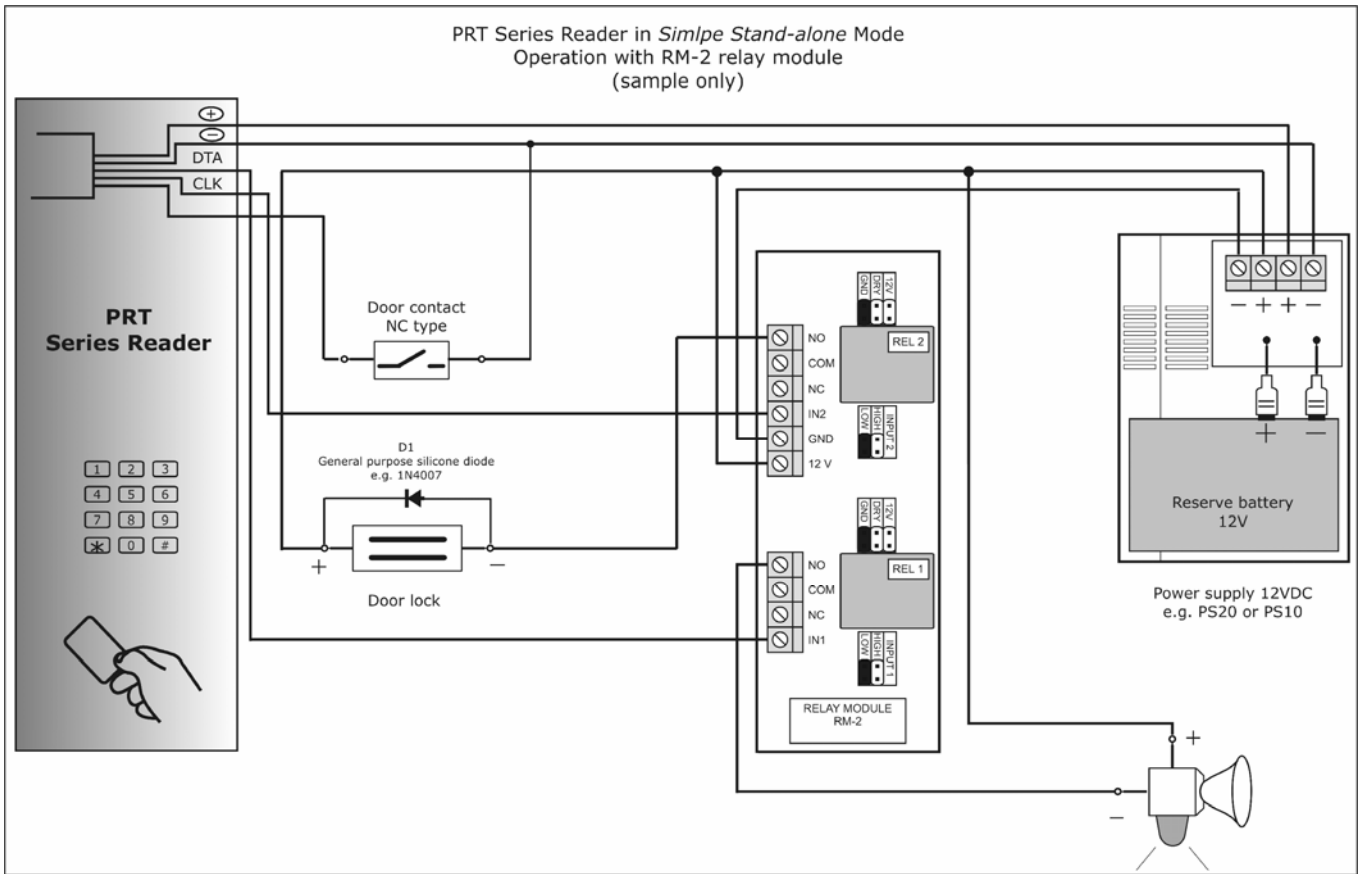 PRT Series Reader in Simlpe Stand-alone Mode
Operation with RM-2 relay module
(sample only)
+
−
DTA
CLK
PRT
Series Reader
1 2 3
4 5 6
7 8 9
* 0 #
Door contact
NC type
D1
General purpose silicone diode
e.g. 1N4007
+ −
Door lock
GND DRY 12V
REL 2
NO
COM
NC
IN2
GND
12 V
LOW HIGH INPUT 2
GND DRY 12V
REL 1
NO
COM
NC
IN1
LOW HIGH INPUT 1
RELAY MODULE
RM-2
− + + −
+ −
Reserve battery
12V
Power supply 12VDC
e.g. PS20 or PS10
+
−